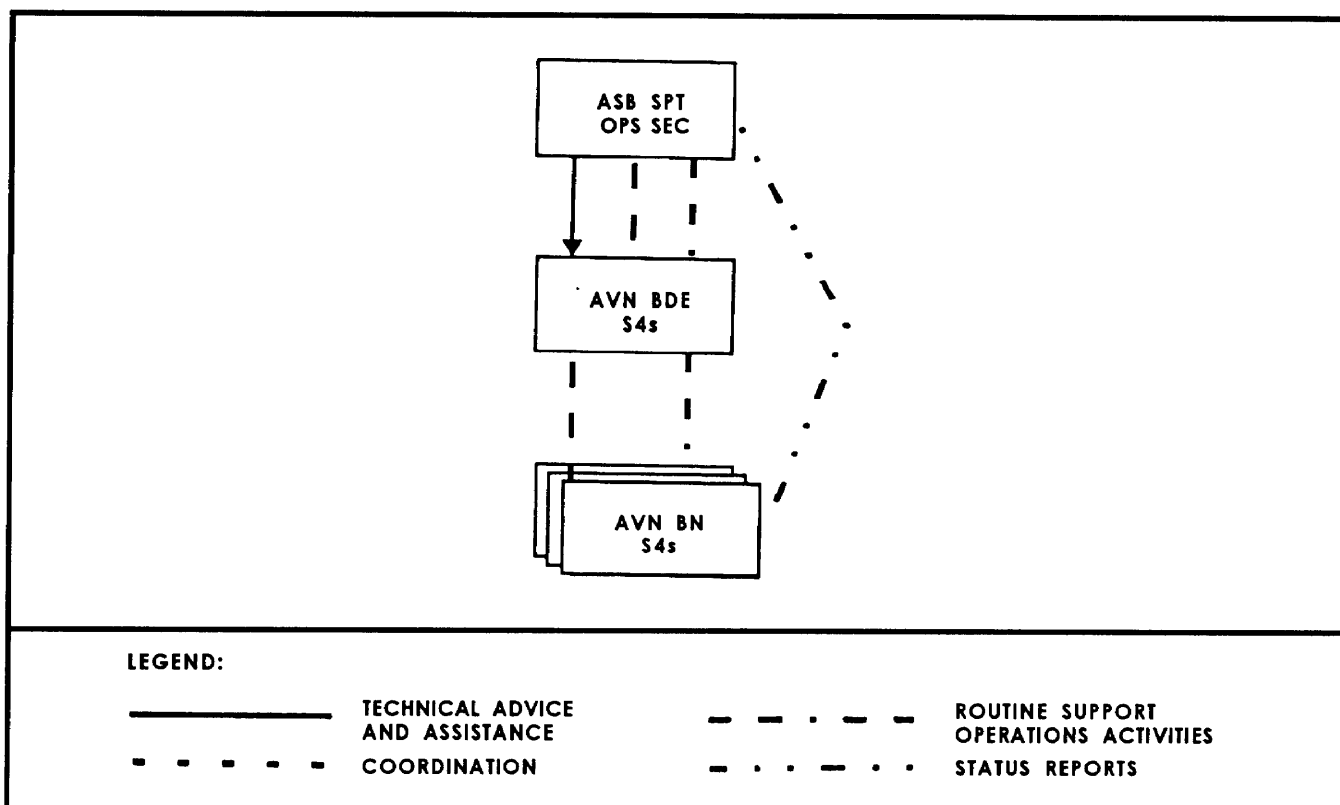 ASB SPT
OPS SEC
AVN BDE
S4s
AVN BN
S4s
LEGEND:
TECHNICAL ADVICE
AND ASSISTANCE
COORDINATION
ROUTINE SUPPORT
OPERATIONS ACTIVITIES
STATUS REPORTS